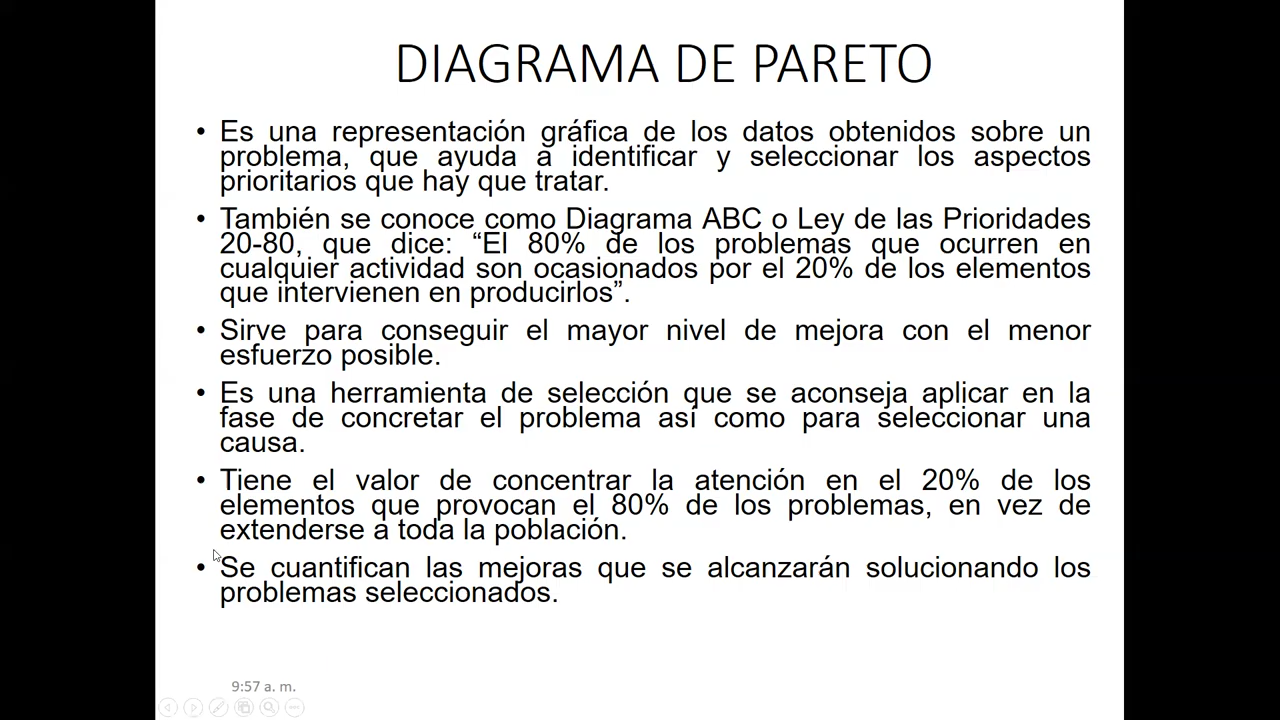 DIAGRAMA DE PARETO
• Es una representación gráfica de los datos obtenidos sobre un
problema, que ayuda a identificar y seleccionar los aspectos
prioritarios que hay que tratar.
• También se conoce como Diagrama ABC o Ley de las Prioridades
20-80, que dice: “El 80% de los problemas que ocurren en
cualquier actividad son ocasionados por el 20% de los elementos
que intervienen en producirlos”.
• Sirve para conseguir el mayor nivel de mejora con el menor
esfuerzo posible.
• Es una herramienta de selección que se aconseja aplicar en la
fase de concretar el problema así como para seleccionar una
causa.
• Tiene el valor de concentrar la atención en el 20% de los
elementos que provocan el 80% de los problemas, en vez de
extenderse a toda la población.
• Se cuantifican las mejoras que se alcanzarán solucionando los
problemas seleccionados.
9:57 a. m.